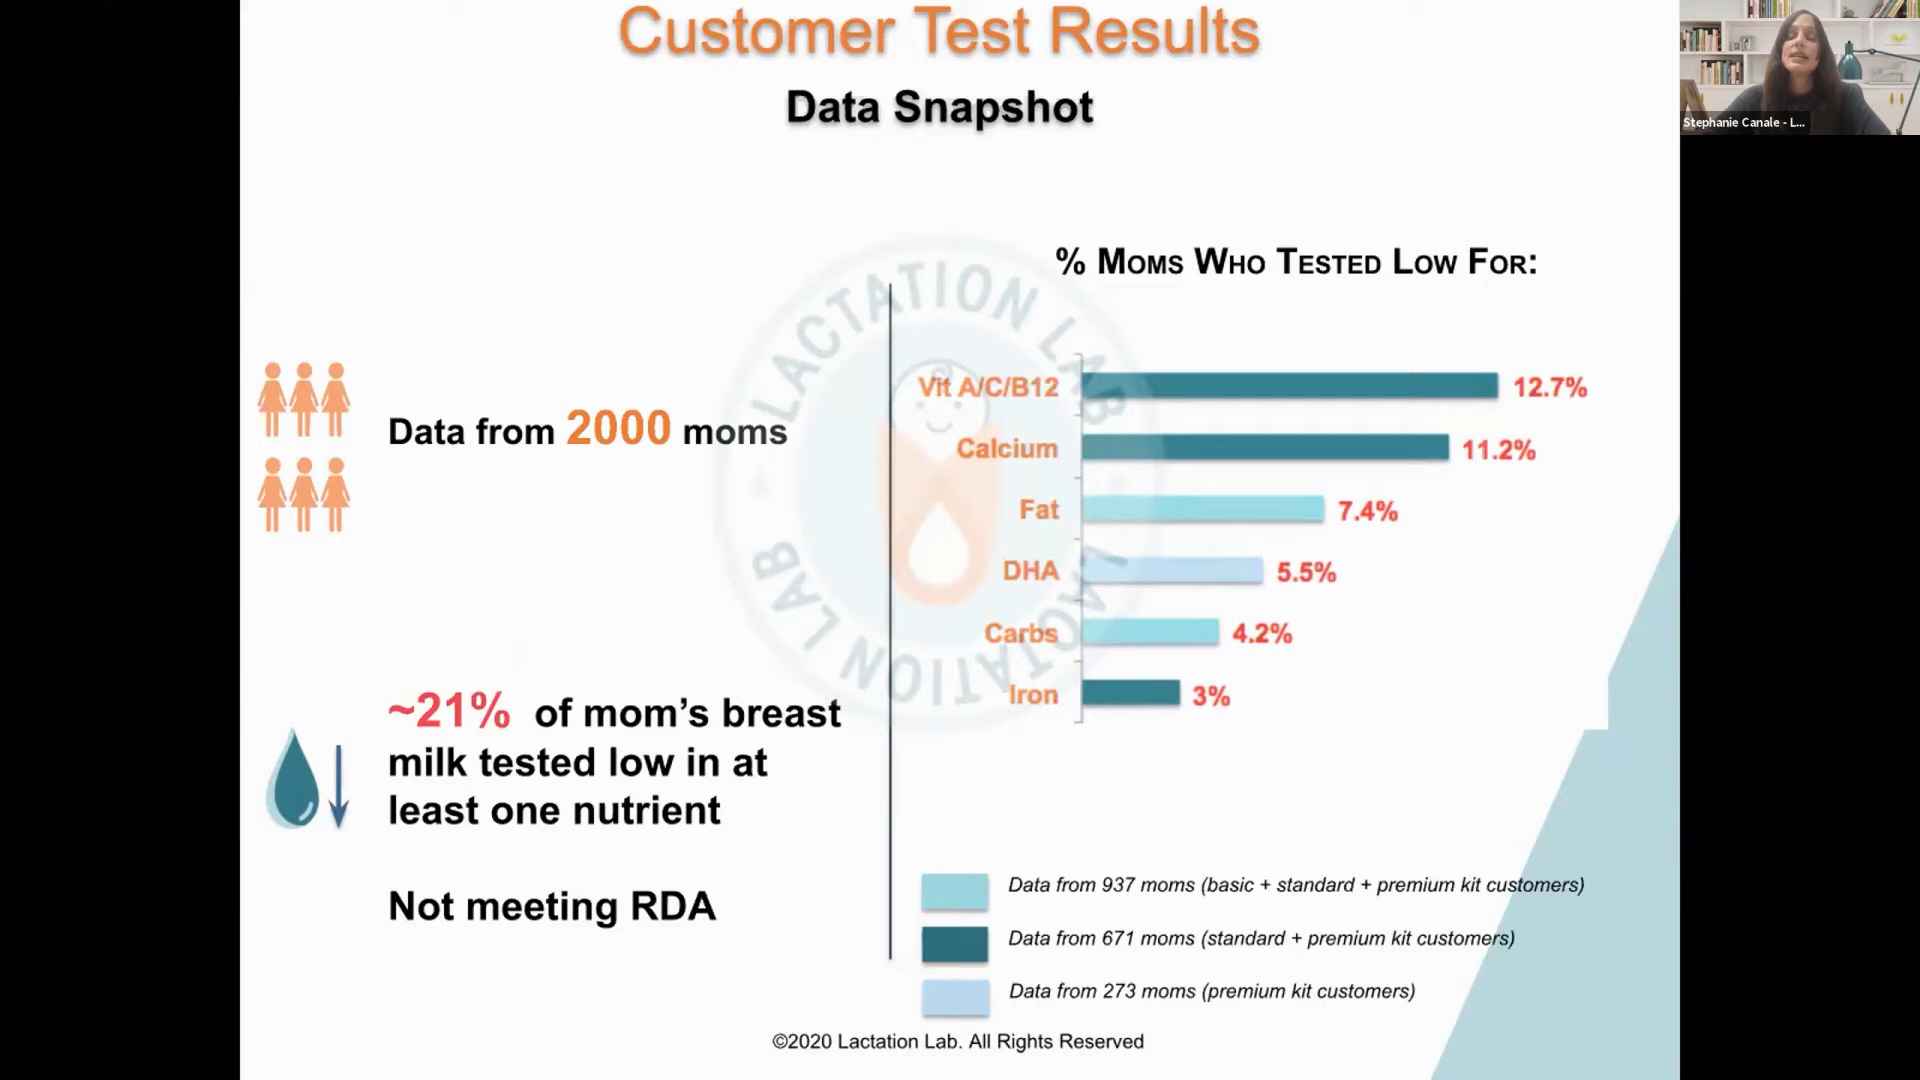 Customer Test Results
Data Snapshot
Stephanie Canale - L...
% Moms Who Tested Low For:
LACTATION LAB
LACTATION LAB
Data from 2000 moms
Vit A/C/B12 12.7%
Calcium 11.2%
Fat 7.4%
DHA 5.5%
Carbs 4.2%
Iron 3%
~21% of mom’s breast
milk tested low in at
least one nutrient
Not meeting RDA
Data from 937 moms (basic + standard + premium kit customers)
Data from 671 moms (standard + premium kit customers)
Data from 273 moms (premium kit customers)
©2020 Lactation Lab. All Rights Reserved